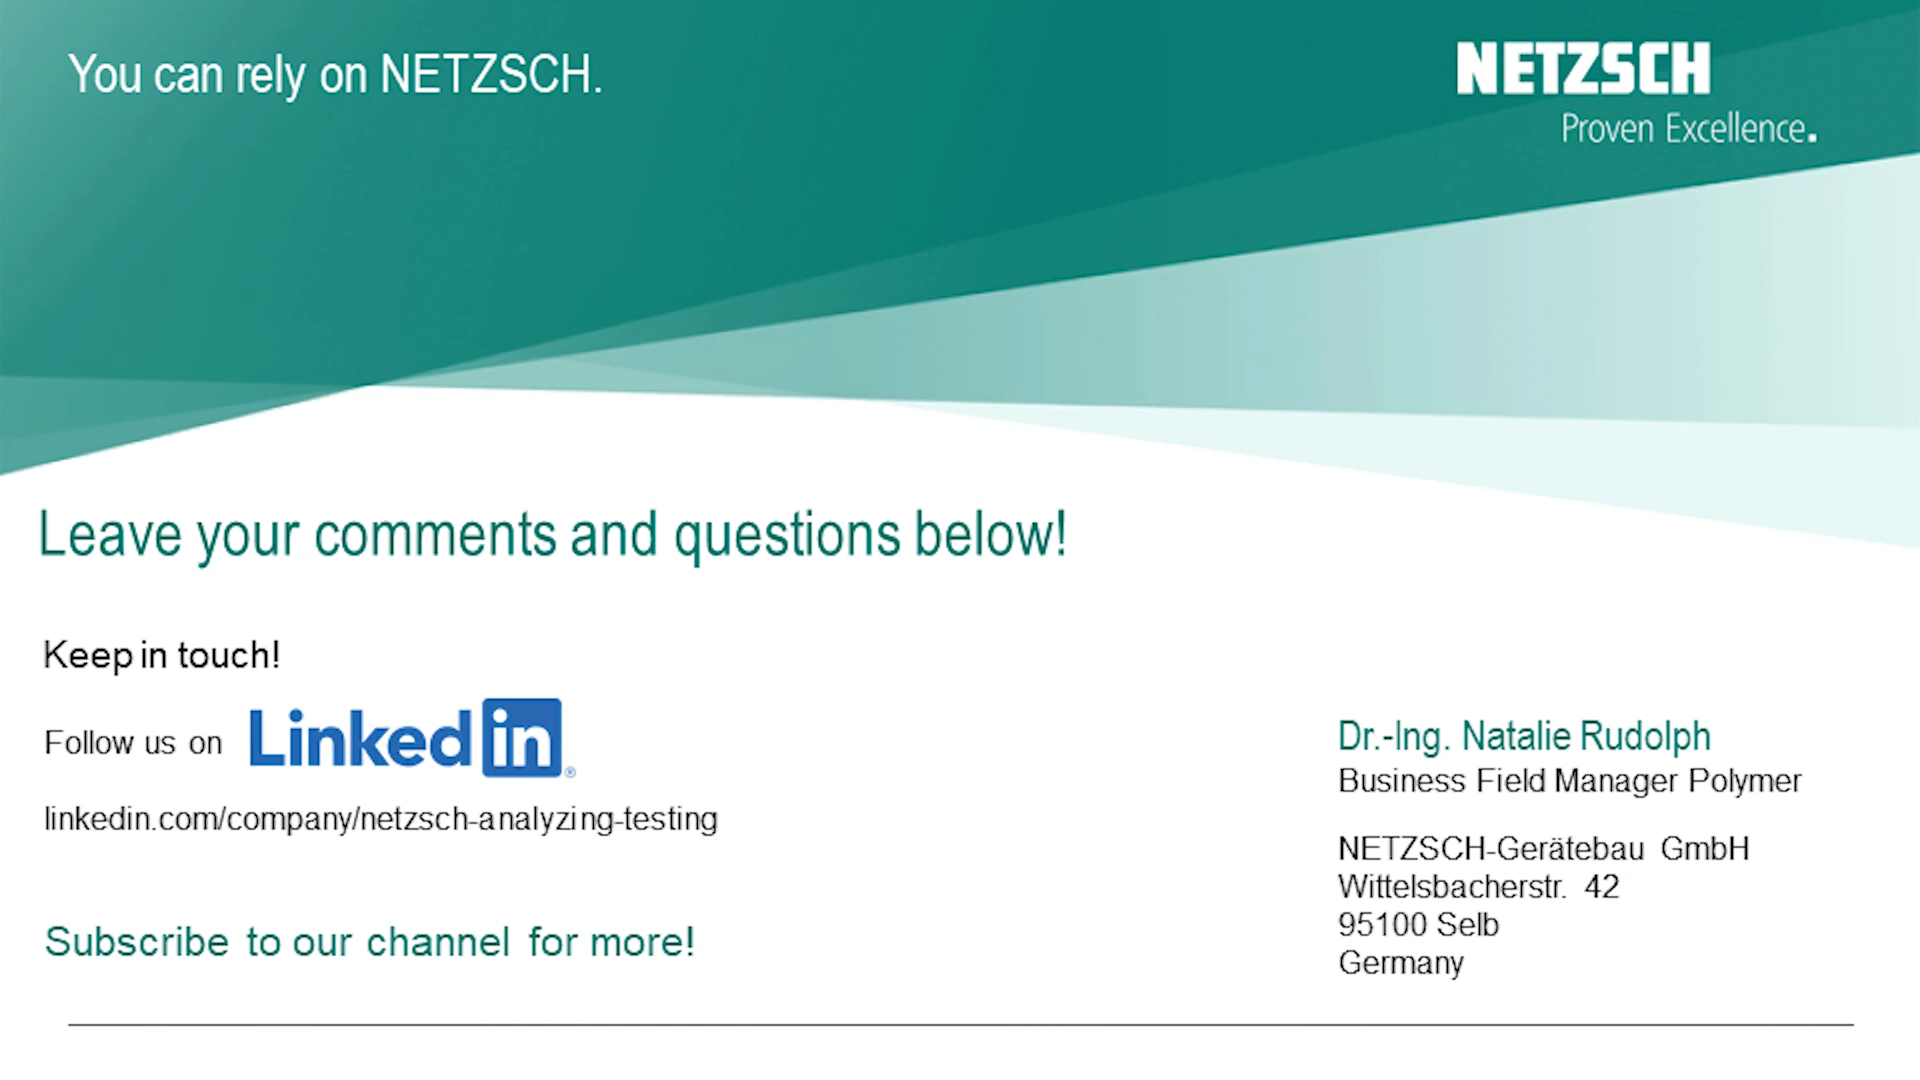 You can rely on NETZSCH.
NETZSCH
Proven Excellence.
Leave your comments and questions below!
Keep in touch!
Follow us on Linked in®
linkedin.com/company/netzsch-analyzing-testing
Subscribe to our channel for more!
Dr.-Ing. Natalie Rudolph
Business Field Manager Polymer
NETZSCH-Gerätebau GmbH
Wittelsbacherstr. 42
95100 Selb
Germany